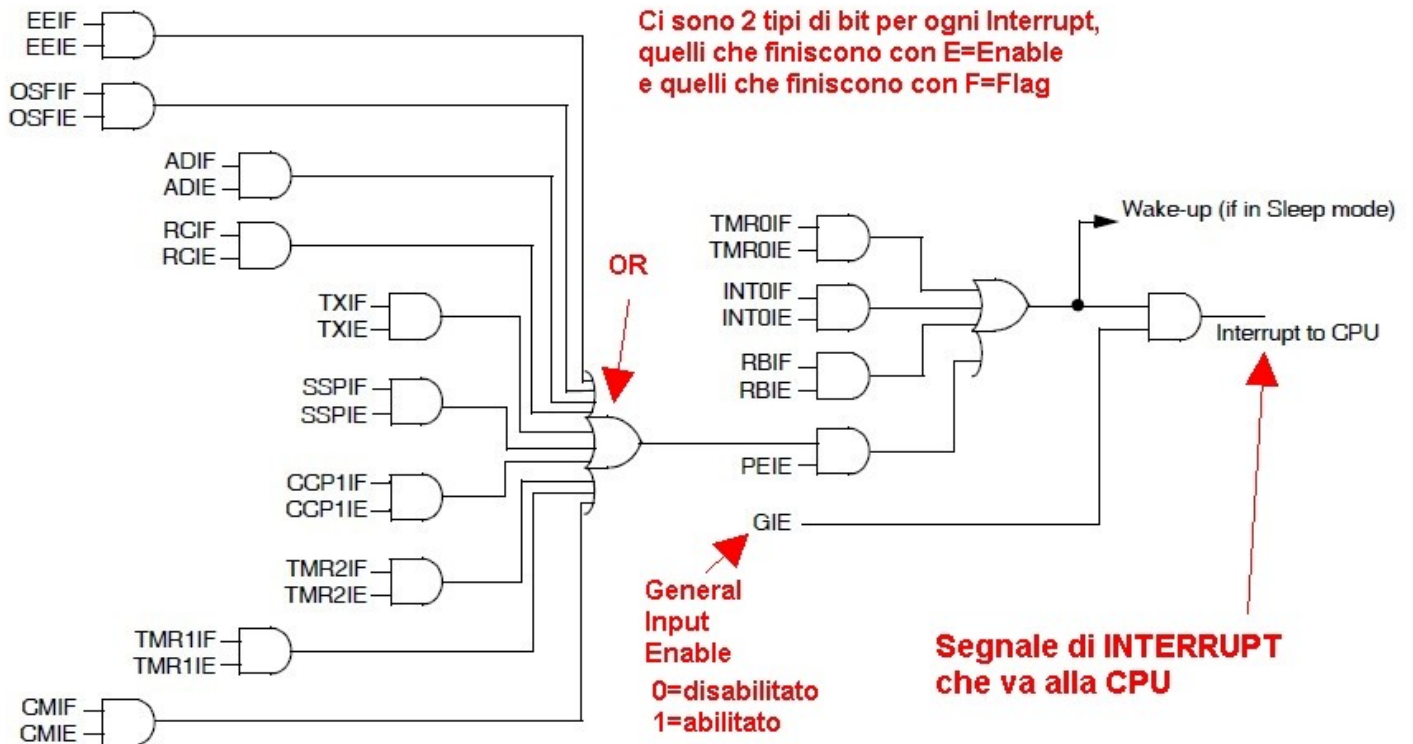 EEIF
EEIE
OSFIF
OSFIE
ADIF
ADIE
RCIF
RCIE
TXIF
TXIE
SSPIF
SSPIE
CCP1IF
CCP1IE
TMR2IF
TMR2IE
TMR1IF
TMR1IE
CMIF
CMIE
Ci sono 2 tipi di bit per ogni Interrupt,
quelli che finiscono con E=Enable
e quelli che finiscono con F=Flag
OR
TMR0IF
TMR0IE
INT0IF
INT0IE
RBIF
RBIE
PEIE
GIE
General
Input
Enable
0=disabilitato
1=abilitato
Wake-up (if in Sleep mode)
Interrupt to CPU
Segnale di INTERRUPT
che va alla CPU